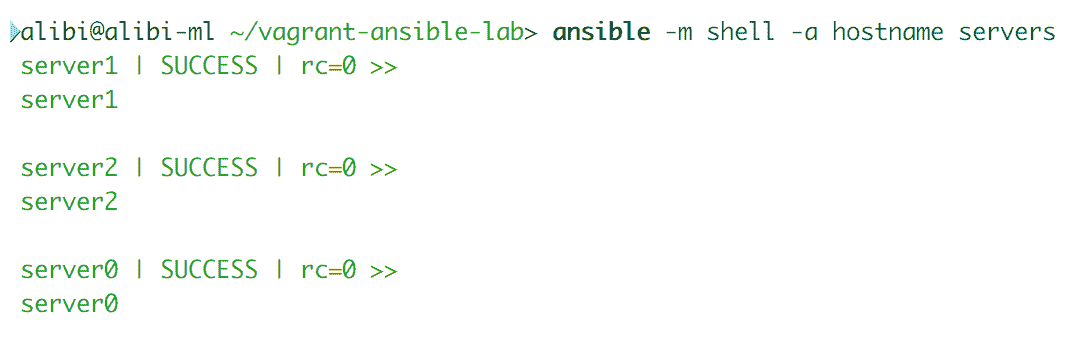 alibi@alibi-ml ~/vagrant-ansible-lab> ansible -m shell -a hostname servers
server1 | SUCCESS | rc=0 >>
server1
server2 | SUCCESS | rc=0 >>
server2
server0 | SUCCESS | rc=0 >>
server0